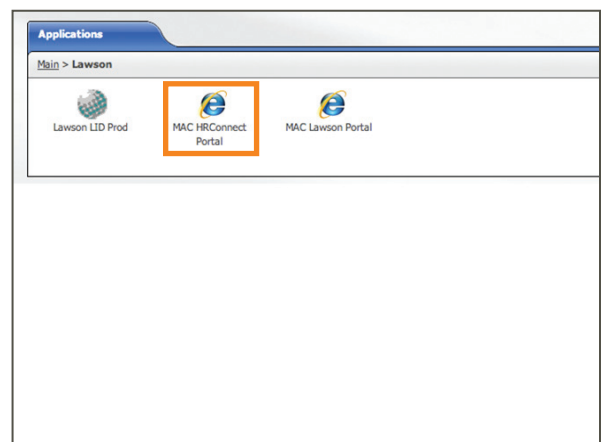 Applications
Main > Lawson
Lawson LID Prod
MAC HRConnect
Portal
MAC Lawson Portal